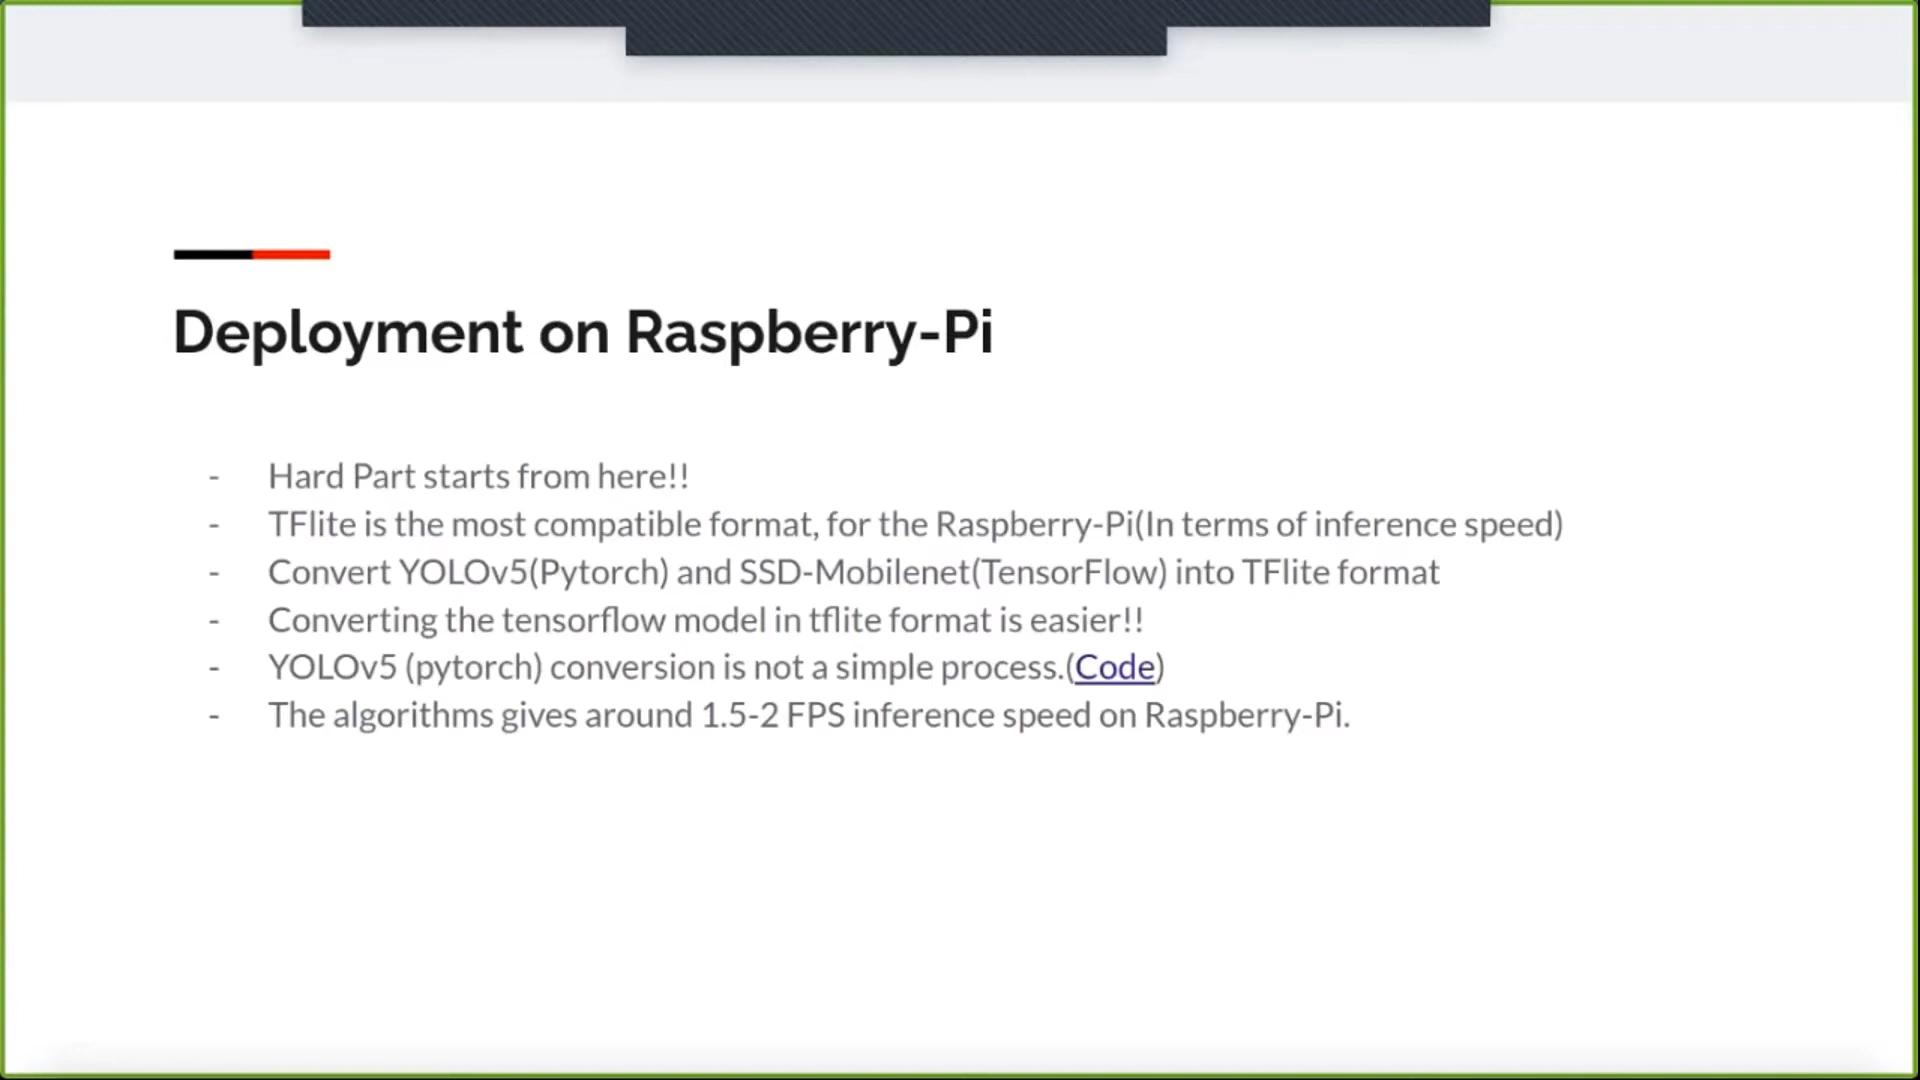 Deployment on Raspberry-Pi
- Hard Part starts from here!!
- TFlite is the most compatible format, for the Raspberry-Pi(In terms of inference speed)
- Convert YOLOv5(Pytorch) and SSD-Mobilenet(TensorFlow) into TFlite format
- Converting the tensorflow model in tflite format is easier!!
- YOLOv5 (pytorch) conversion is not a simple process.(Code)
- The algorithms gives around 1.5-2 FPS inference speed on Raspberry-Pi.